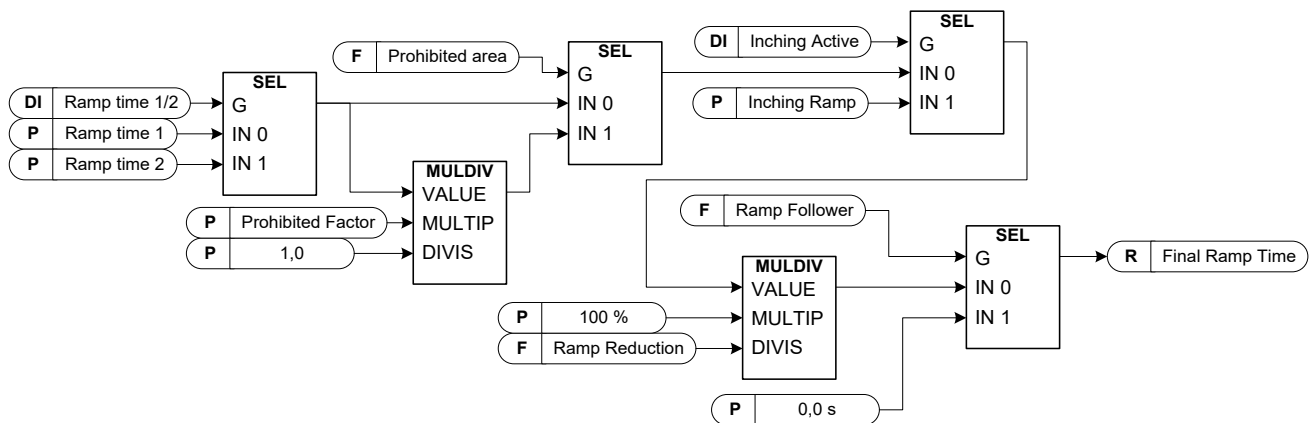 SEL
DI Inching Active
G
IN 0
P Inching Ramp
IN 1
F Prohibited area
SEL
G
IN 0
IN 1
SEL
DI Ramp time 1/2
G
P Ramp time 1
IN 0
P Ramp time 2
IN 1
MULDIV
VALUE
P Prohibited Factor
MULTIP
P 1,0
DIVIS
F Ramp Follower
SEL
G
R Final Ramp Time
IN 0
IN 1
MULDIV
VALUE
P 100 %
MULTIP
F Ramp Reduction
DIVIS
P 0,0 s